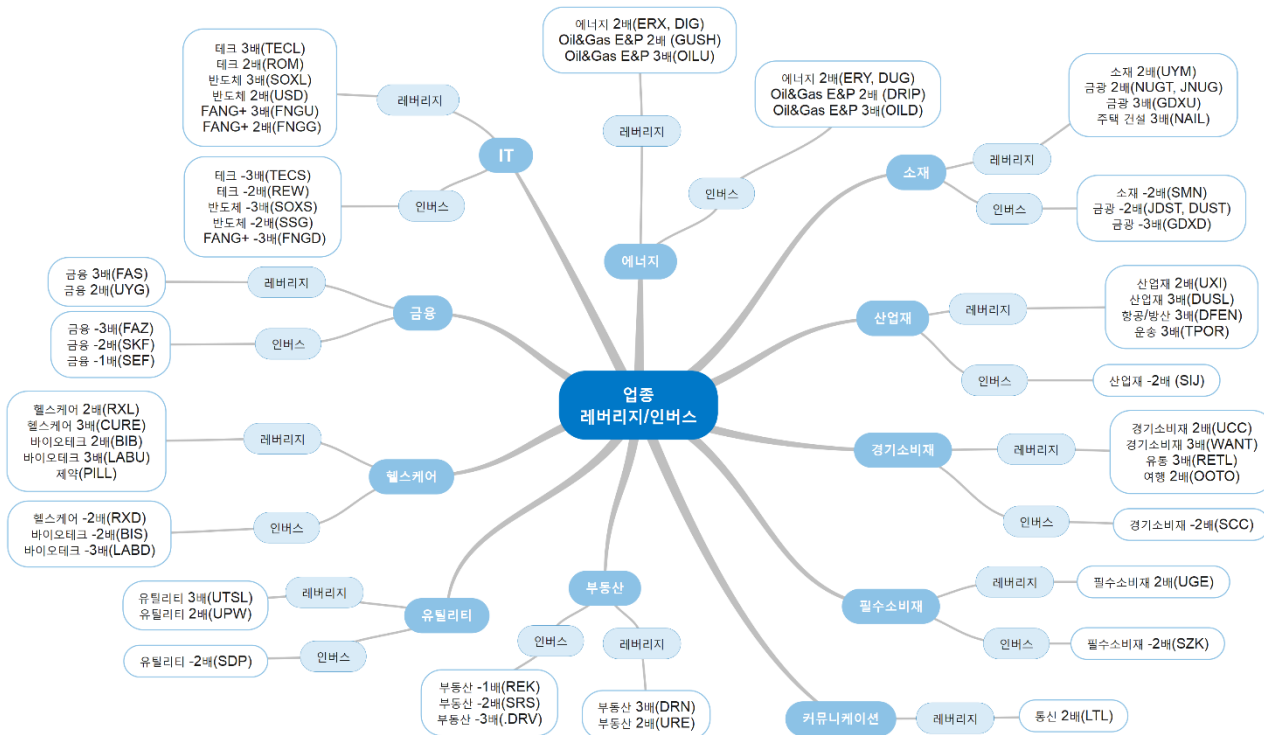 업종
레버리지/인버스
IT
레버리지
테크 3배(TECL)
테크 2배(ROM)
반도체 3배(SOXL)
반도체 2배(USD)
FANG+ 3배(FNGU)
FANG+ 2배(FNGG)
인버스
테크 -3배(TECS)
테크 -2배(REW)
반도체 -3배(SOXS)
반도체 -2배(SSG)
FANG+ -3배(FNGD)
에너지
레버리지
에너지 2배(ERX, DIG)
Oil&Gas E&P 2배 (GUSH)
Oil&Gas E&P 3배(OILU)
인버스
에너지 2배(ERY, DUG)
Oil&Gas E&P 2배 (DRIP)
Oil&Gas E&P 3배(OILD)
소재
레버리지
소재 2배(UYM)
금광 2배(NUGT, JNUG)
금광 3배(GDXU)
주택 건설 3배(NAIL)
인버스
소재 -2배(SMN)
금광 -2배(JDST, DUST)
금광 -3배(GDXD)
금융
레버리지
금융 3배(FAS)
금융 2배(UYG)
인버스
금융 -3배(FAZ)
금융 -2배(SKF)
금융 -1배(SEF)
산업재
레버리지
산업재 2배(UXI)
산업재 3배(DUSL)
항공/방산 3배(DFEN)
운송 3배(TPOR)
인버스
산업재 -2배 (SIJ)
헬스케어
레버리지
헬스케어 2배(RXL)
헬스케어 3배(CURE)
바이오테크 2배(BIB)
바이오테크 3배(LABU)
제약(PILL)
인버스
헬스케어 -2배(RXD)
바이오테크 -2배(BIS)
바이오테크 -3배(LABD)
경기소비재
레버리지
경기소비재 2배(UCC)
경기소비재 3배(WANT)
유통 3배(RETL)
여행 2배(OOTO)
인버스
경기소비재 -2배(SCC)
유틸리티
레버리지
유틸리티 3배(UTSL)
유틸리티 2배(UPW)
인버스
유틸리티 -2배(SDP)
부동산
인버스
부동산 -1배(REK)
부동산 -2배(SRS)
부동산 -3배(.DRV)
레버리지
부동산 3배(DRN)
부동산 2배(URE)
필수소비재
레버리지
필수소비재 2배(UGE)
인버스
필수소비재 -2배(SZK)
커뮤니케이션
레버리지
통신 2배(LTL)